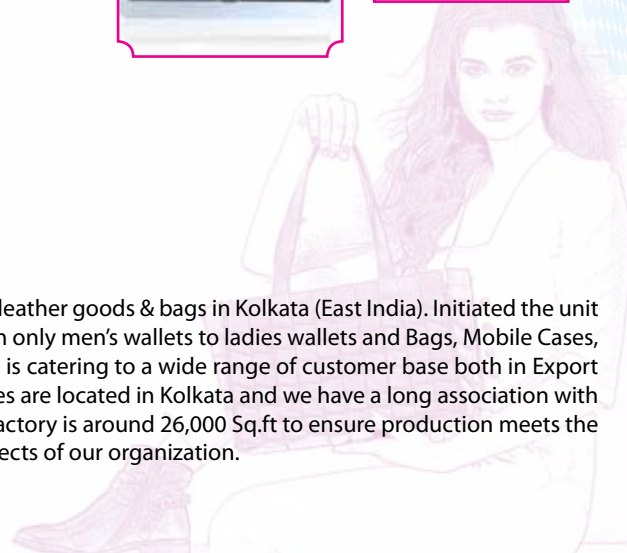 leather goods & bags in Kolkata (East India). Initiated the unit
only men's wallets to ladies wallets and Bags, Mobile Cases,
is catering to a wide range of customer base both in Export
are located in Kolkata and we have a long association with
actory is around 26,000 Sq.ft to ensure production meets the
ects of our organization.